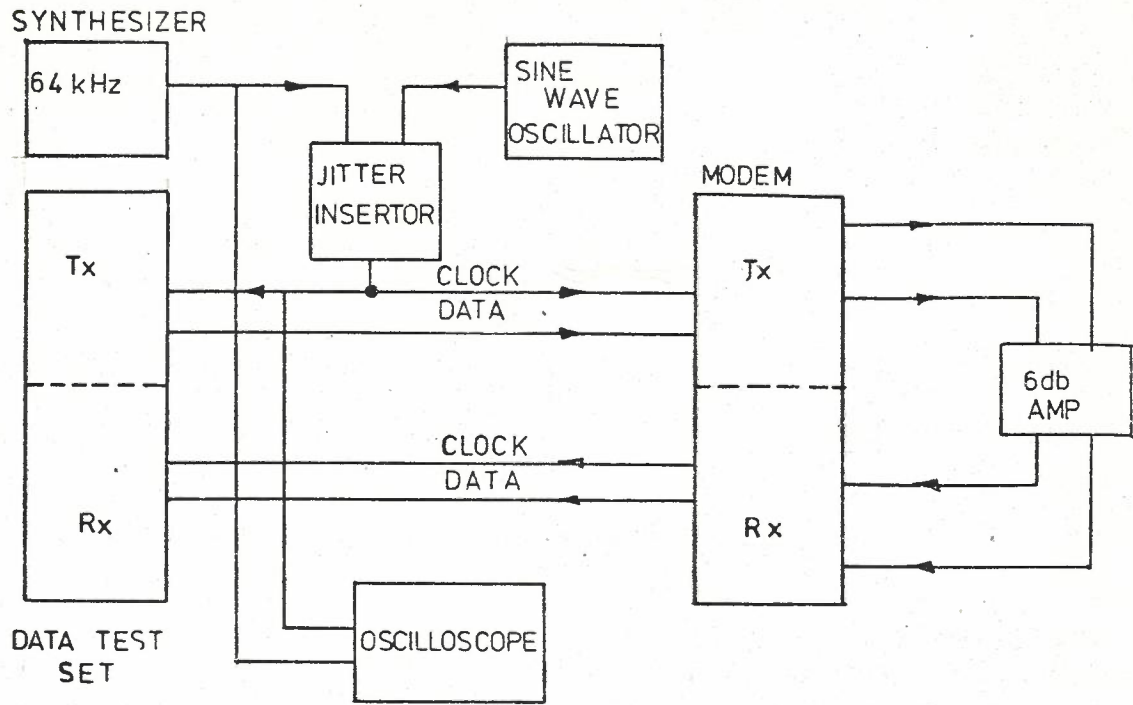 SYNTHESIZER
64 kHz
SINE
WAVE
OSCILLATOR
JITTER
INSERTOR
MODEM
Tx
CLOCK
DATA
Tx
6db
AMP
CLOCK
DATA
Rx
Rx
OSCILLOSCOPE
DATA TEST
SET